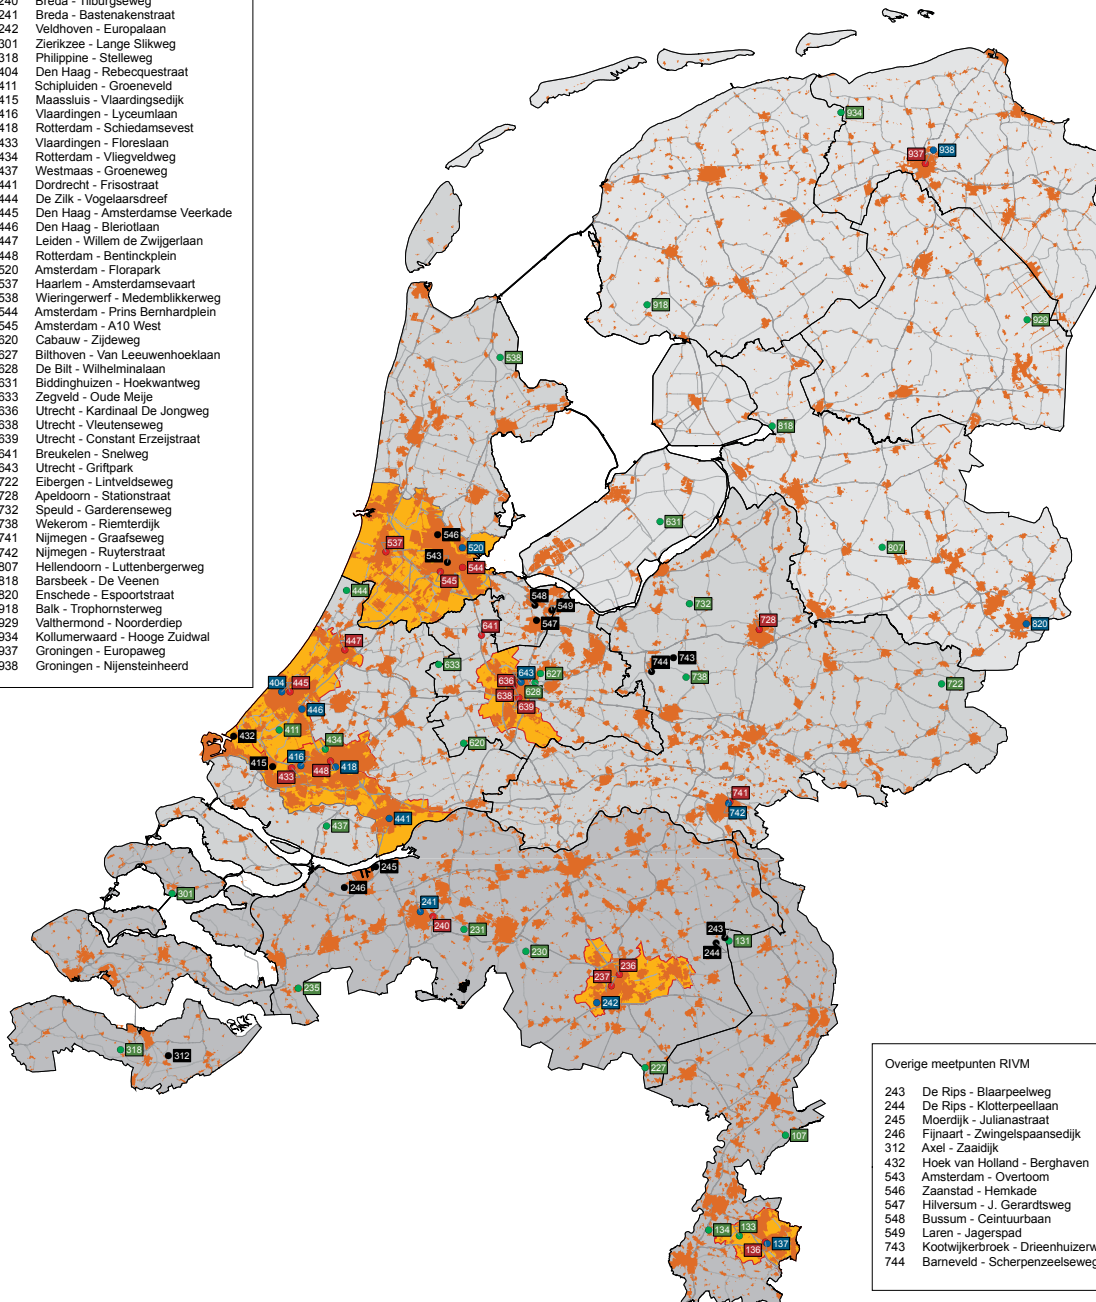 240 Breda - Tilburgseweg
241 Breda - Bastenakenstraat
242 Veldhoven - Europalaan
301 Zierikzee - Lange Slikweg
318 Philippine - Stelleweg
404 Den Haag - Rebecquestraat
411 Schipluiden - Groeneveld
415 Maassluis - Vlaardingsedijk
416 Vlaardingen - Lyceumlaan
418 Rotterdam - Schiedamsevest
433 Vlaardingen - Floreslaan
434 Rotterdam - Vliegveldweg
437 Westmaas - Groeneweg
441 Dordrecht - Frisostraat
444 De Zilk - Vogelaarsdreef
445 Den Haag - Amsterdamse Veerkade
446 Den Haag - Bleriotlaan
447 Leiden - Willem de Zwijgerlaan
448 Rotterdam - Bentinckplein
520 Amsterdam - Florapark
537 Haarlem - Amsterdamsevaart
538 Wieringerwerf - Medemblikkerweg
544 Amsterdam - Prins Bernhardplein
545 Amsterdam - A10 West
620 Cabauw - Zijdeweg
627 Bilthoven - Van Leeuwenhoeklaan
628 De Bilt - Wilhelminalaan
631 Biddinghuizen - Hoekwantweg
633 Zegveld - Oude Meije
636 Utrecht - Kardinaal De Jongweg
638 Utrecht - Vleutenseweg
639 Utrecht - Constant Erzeijstraat
641 Breukelen - Snelweg
643 Utrecht - Griftpark
722 Eibergen - Lintveldseweg
728 Apeldoorn - Stationstraat
732 Speuld - Garderenseweg
738 Wekerom - Riemterdijk
741 Nijmegen - Graafseweg
742 Nijmegen - Ruyterstraat
807 Hellendoorn - Luttenbergerweg
818 Barsbeek - De Veenen
820 Enschede - Espoortstraat
918 Balk - Trophornsterweg
929 Valthermond - Noorderdiep
934 Kollumerwaard - Hooge Zuidwal
937 Groningen - Europaweg
938 Groningen - Nijensteinheerd
934
937 938
918
929
538
818
631
546
537
543 520
544
545
807
444
548
549
732
547
728
820
641
447
633
744 743
738
722
643 627
636
628
638
639
404 445
446
411
432
434
620
416
415
448 418
433
741
742
441
437
245
246
301
241
240
231
243
131
244
230
236
237
242
235
318
312
227
107
134 133
136 137
Overige meetpunten RIVM
243 De Rips - Blaarpeelweg
244 De Rips - Klotterpeellaan
245 Moerdijk - Julianastraat
246 Fijnaart - Zwingelspaansedijk
312 Axel - Zaaidijk
432 Hoek van Holland - Berghaven
543 Amsterdam - Overtoom
546 Zaanstad - Hemkade
547 Hilversum - J. Gerardtsweg
548 Bussum - Ceintuurbaan
549 Laren - Jagerspad
743 Kootwijkerbroek - Drieenhuizerw
744 Barneveld - Scherpenzeelseweg